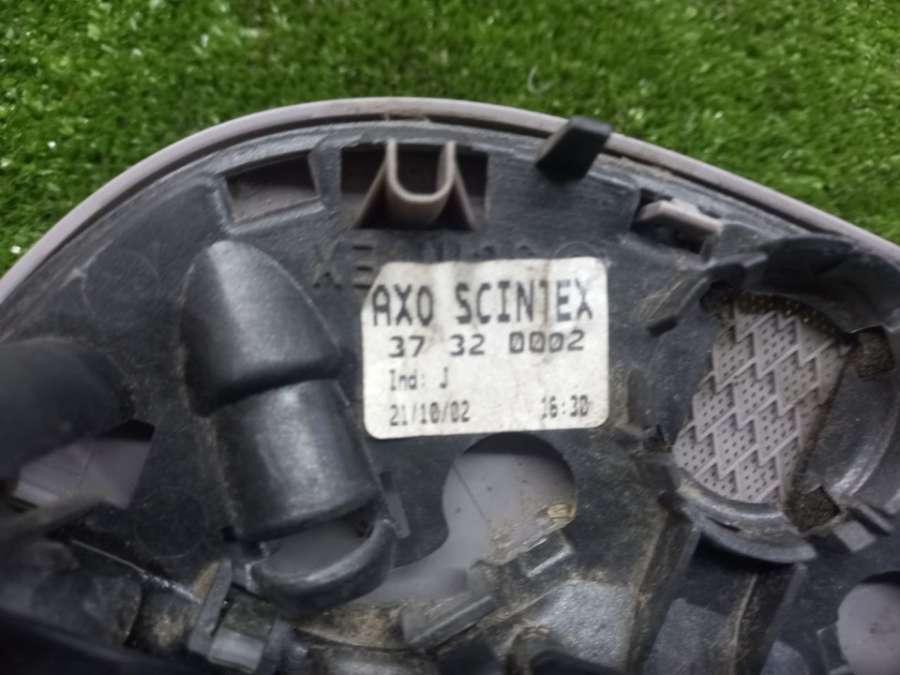 AXO SCINTEX
37 32 0002
Ind: J
21/10/02 16:30